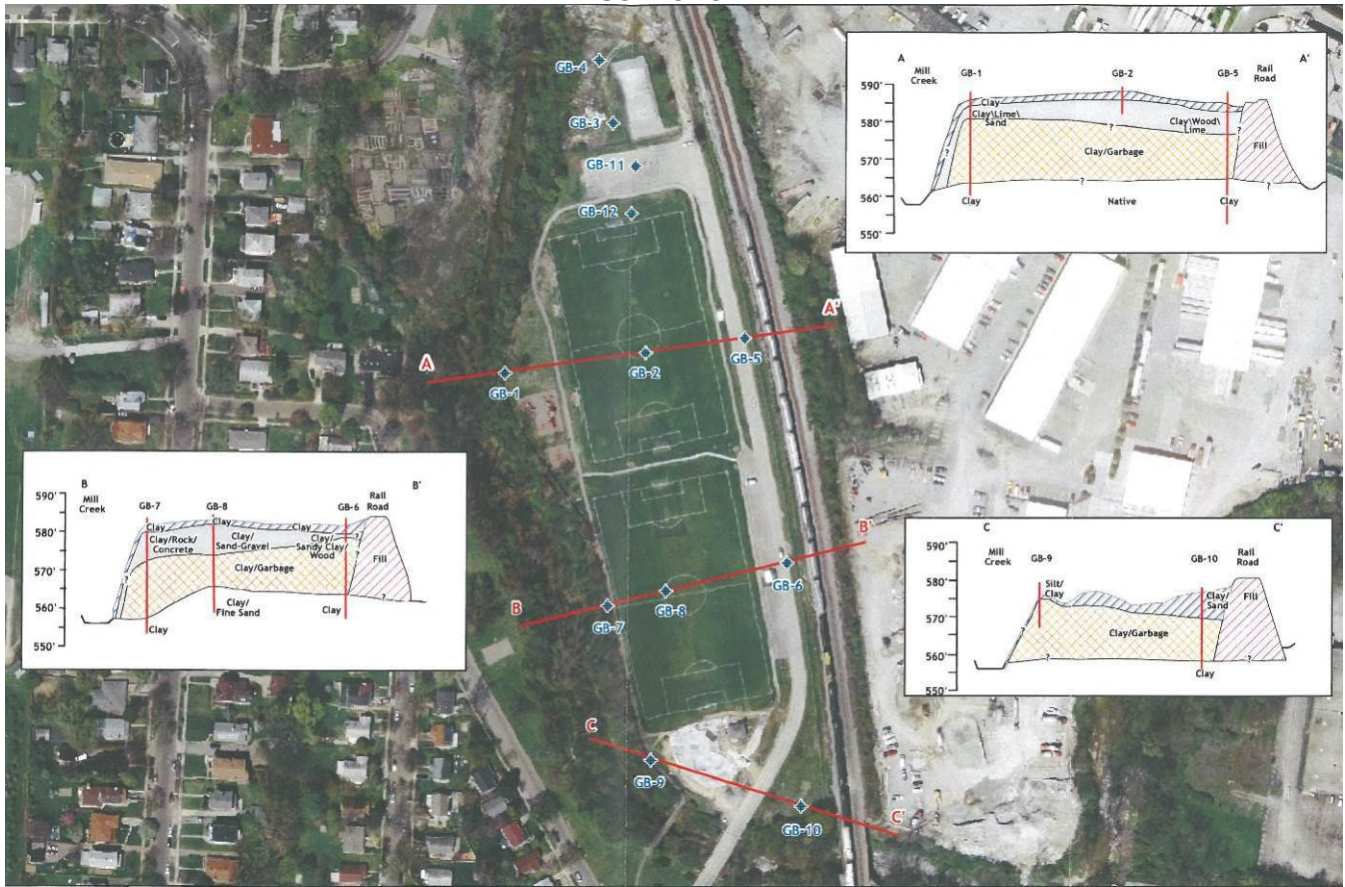 GB-4
GB-3
GB-11
GB-12
A
A'
GB-1
GB-2
GB-5
B
B'
GB-7
GB-8
GB-6
C
C'
GB-9
GB-10
A
A'
Mill
Creek
GB-1
GB-2
GB-5
Rail
Road
590'
580'
570'
560'
550'
Clay
Clay\Lime\
Sand
Clay\Wood\
Lime
?
?
?
?
Clay/Garbage
Fill
?
?
?
Clay
Native
Clay
B
B'
Mill
Creek
GB-7
GB-8
GB-6
Rail
Road
590'
580'
570'
560'
550'
Clay
Clay
Clay
Clay/Rock/
Concrete
Clay/
Sand-Gravel
Clay/
Sandy Clay/
Wood
?
?
?
Clay/Garbage
Fill
?
Clay
Clay/
Fine Sand
Clay
C
C'
Mill
Creek
GB-9
GB-10
Rail
Road
590'
580'
570'
560'
550'
Silt/
Clay
Clay/
Sand
?
?
Clay/Garbage
Fill
?
?
Clay